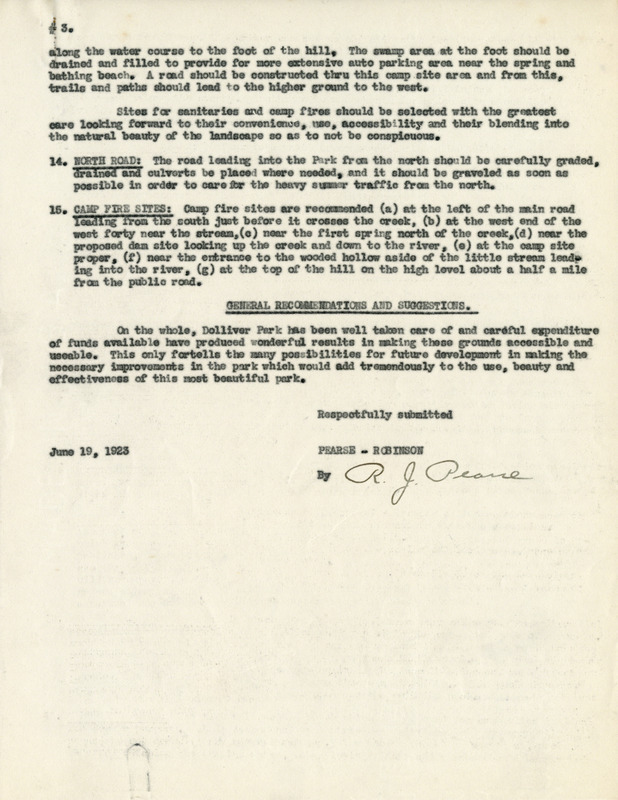 # 3.
along the water course to the foot of the hill. The swamp area at the foot should be
drained and filled to provide for more extensive auto parking area near the spring and
bathing beach. A road should be constructed thru this camp site area and from this,
trails and paths should lead to the higher ground to the west.
Sites for sanitaries and camp fires should be selected with the greatest
care looking forward to their convenience, use, accessibility and their blending into
the natural beauty of the landscape so as to not be conspicuous.
14. NORTH ROAD: The road leading into the Park from the north should be carefully graded,
drained and culverts be placed where needed, and it should be graveled as soon as
possible in order to care for the heavy summer traffic from the north.
15. CAMP FIRE SITES: Camp fire sites are recommended (a) at the left of the main road
leading from the south just before it crosses the creek, (b) at the west end of the
west forty near the stream,(c) near the first spring north of the creek,(d) near the
proposed dam site looking up the creek and down to the river, (e) at the camp site
proper, (f) near the entrance to the wooded hollow aside of the little stream lead-
ing into the river, (g) at the top of the hill on the high level about a half a mile
from the public road.
GENERAL RECOMMENDATIONS AND SUGGESTIONS.
On the whole, Dolliver Park has been well taken care of and careful expenditure
of funds available have produced wonderful results in making these grounds accessible and
useable. This only fortells the many possibilities for future development in making the
necessary improvements in the park which would add tremendously to the use, beauty and
effectiveness of this most beautiful park.
Respectfully submitted
June 19, 1923 PEARSE - ROBINSON
By R. J. Pearse